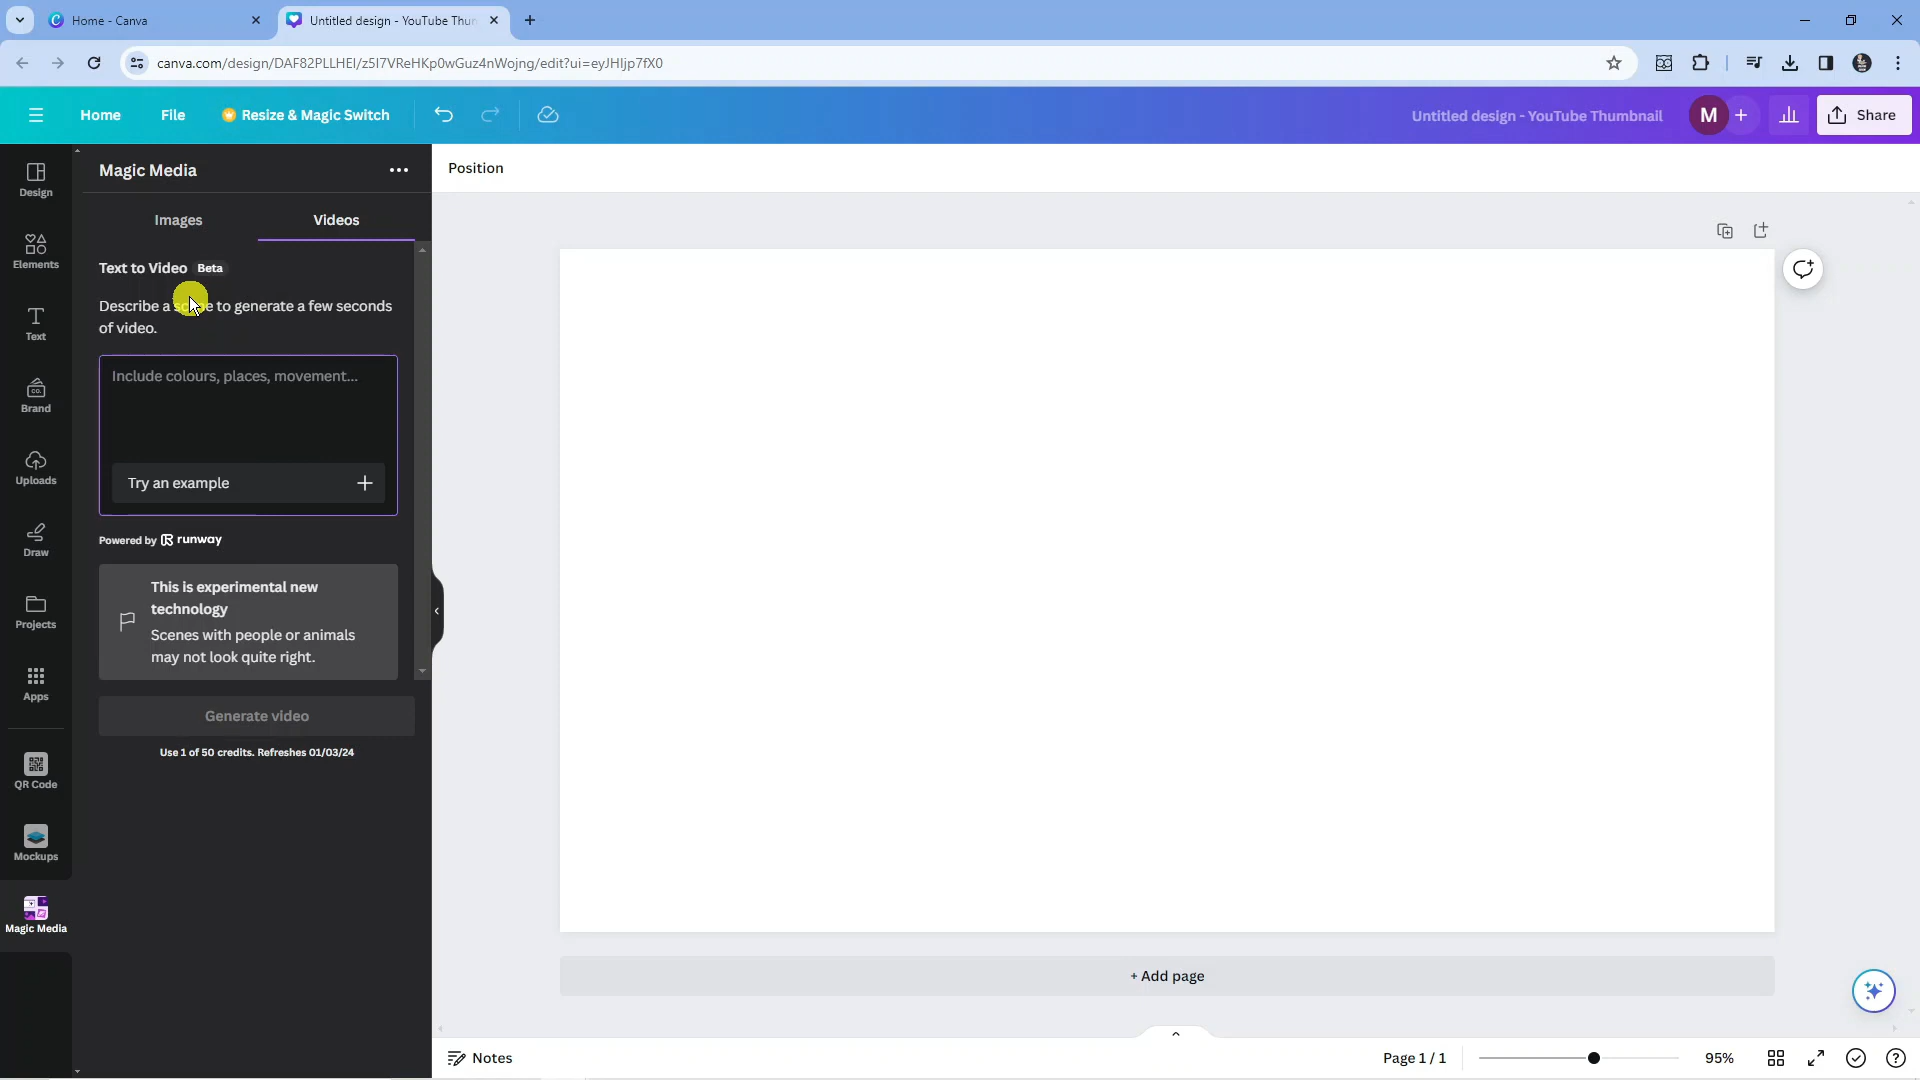 Home - Canva
Untitled design - YouTube Thu
canva.com/design/DAF82PLLHEI/z5I7VReHKp0wGuz4nWojng/edit?ui=eyJHIjp7fX0
Home
File
Resize & Magic Switch
Untitled design - YouTube Thumbnail
M
+
Share
Design
Elements
Text
CO.
Brand
Uploads
Draw
Projects
Apps
QR Code
Mockups
Magic Media
Magic Media
Images
Videos
Text to Video Beta
Describe a to generate a few seconds
of video.
Include colours, places, movement...
Try an example
Powered by runway
This is experimental new
technology
Scenes with people or animals
may not look quite right.
Generate video
Use 1 of 50 credits. Refreshes 01/03/24
Position
+ Add page
Notes
Page 1 / 1
95%